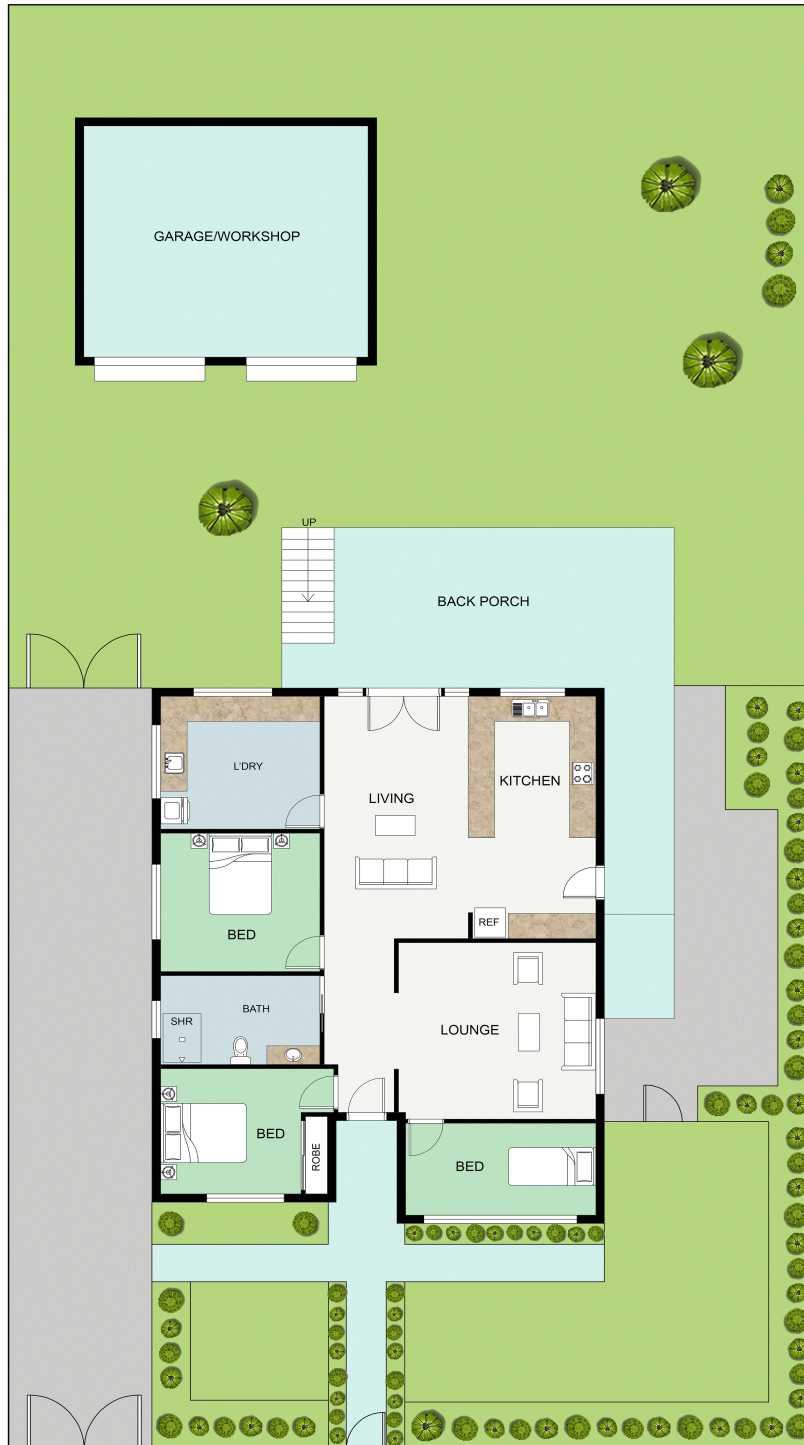 GARAGE/WORKSHOP
UP
BACK PORCH
L'DRY
KITCHEN
LIVING
REF
BED
BATH
SHR
LOUNGE
BED
ROBE
BED